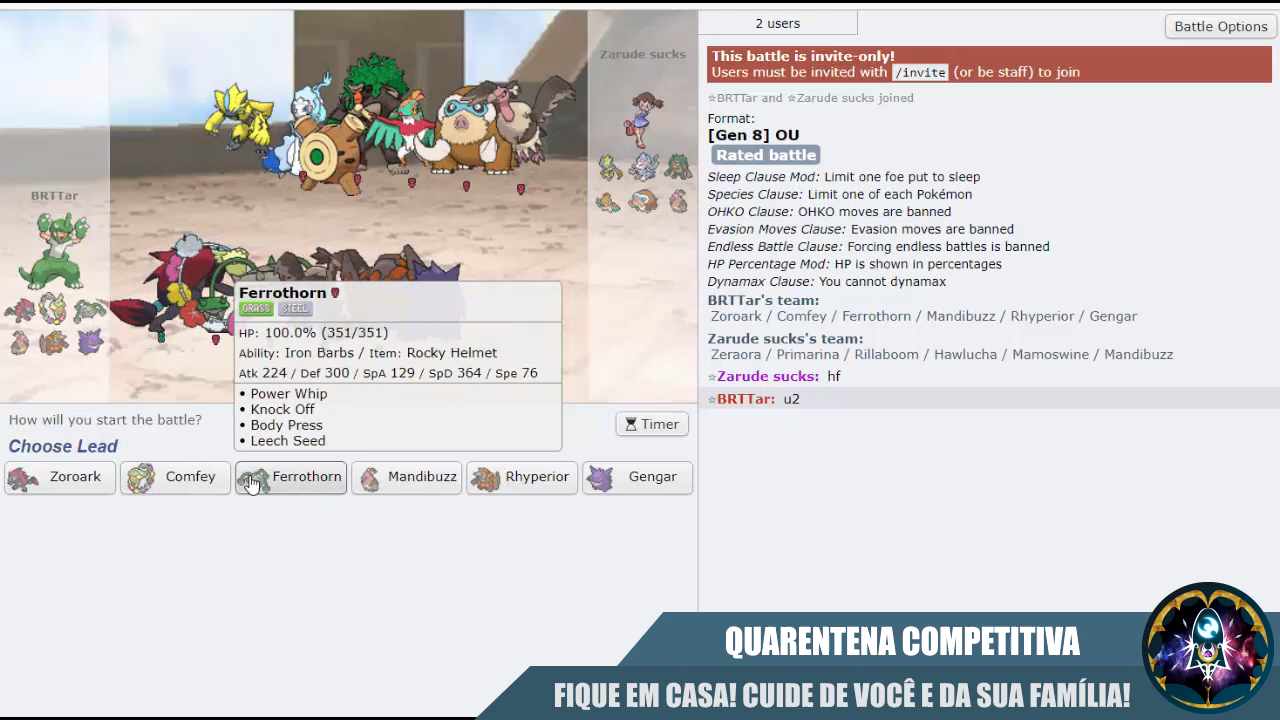 Zarude sucks
BRTTar
Ferrothorn
GRASS STEEL
HP: 100.0% (351/351)
Ability: Iron Barbs / Item: Rocky Helmet
Atk 224 / Def 300 / SpA 129 / SpD 364 / Spe 76
• Power Whip
• Knock Off
• Body Press
• Leech Seed
How will you start the battle?
Timer
Choose Lead
Zoroark
Comfey
Ferrothorn
Mandibuzz
Rhyperior
Gengar
2 users
Battle Options
This battle is invite-only!
Users must be invited with /invite (or be staff) to join
☆BRTTar and ☆Zarude sucks joined
Format:
[Gen 8] OU
Rated battle
Sleep Clause Mod: Limit one foe put to sleep
Species Clause: Limit one of each Pokémon
OHKO Clause: OHKO moves are banned
Evasion Moves Clause: Evasion moves are banned
Endless Battle Clause: Forcing endless battles is banned
HP Percentage Mod: HP is shown in percentages
Dynamax Clause: You cannot dynamax
BRTTar's team:
Zoroark / Comfey / Ferrothorn / Mandibuzz / Rhyperior / Gengar
Zarude sucks's team:
Zeraora / Primarina / Rillaboom / Hawlucha / Mamoswine / Mandibuzz
☆Zarude sucks: hf
☆BRTTar: u2
QUARENTENA COMPETITIVA
FIQUE EM CASA! CUIDE DE VOCÊ E DA SUA FAMÍLIA!